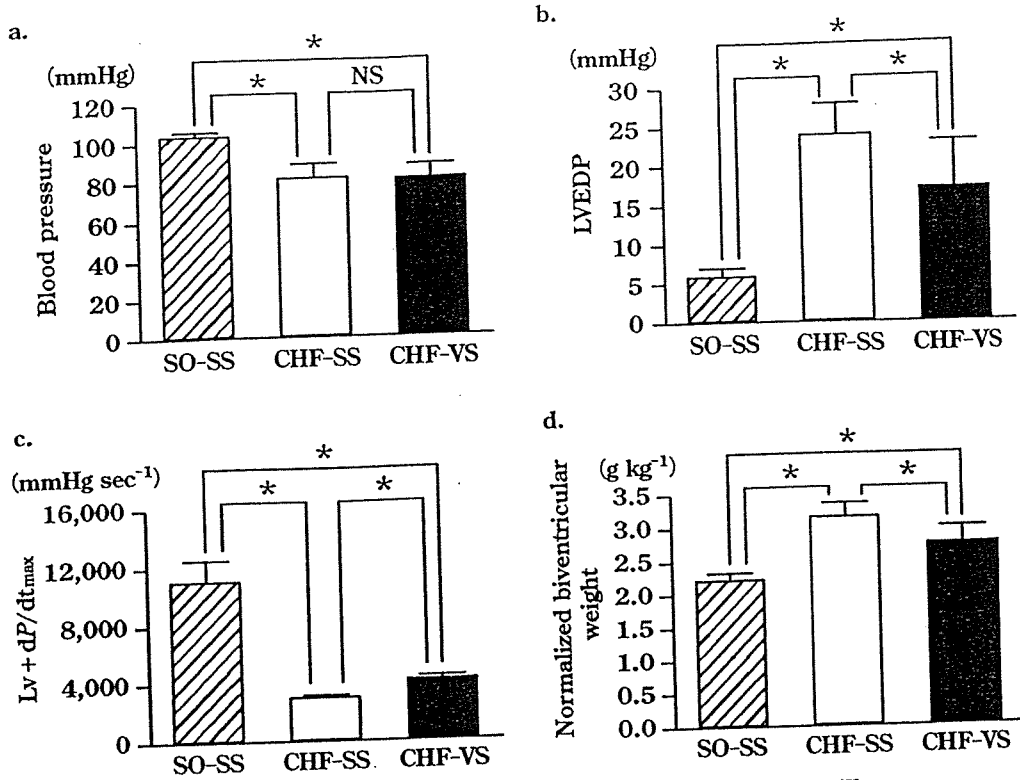 a.
(mmHg)
*
*
NS
Blood pressure
120
100
80
60
40
20
0
SO-SS
CHF-SS
CHF-VS
b.
(mmHg)
*
*
*
LVEDP
30
25
20
15
10
5
0
SO-SS
CHF-SS
CHF-VS
c.
(mmHg sec⁻¹)
*
*
*
Lv + dP/dtmax
16,000
12,000
8,000
4,000
0
SO-SS
CHF-SS.
CHF-VS
d.
(g kg⁻¹)
*
*
*
Normalized biventricular
weight
3.5
3.0
2.5
2.0
1.5
1.0
0.5
0.0
SO-SS
CHF-SS
CHF-VS